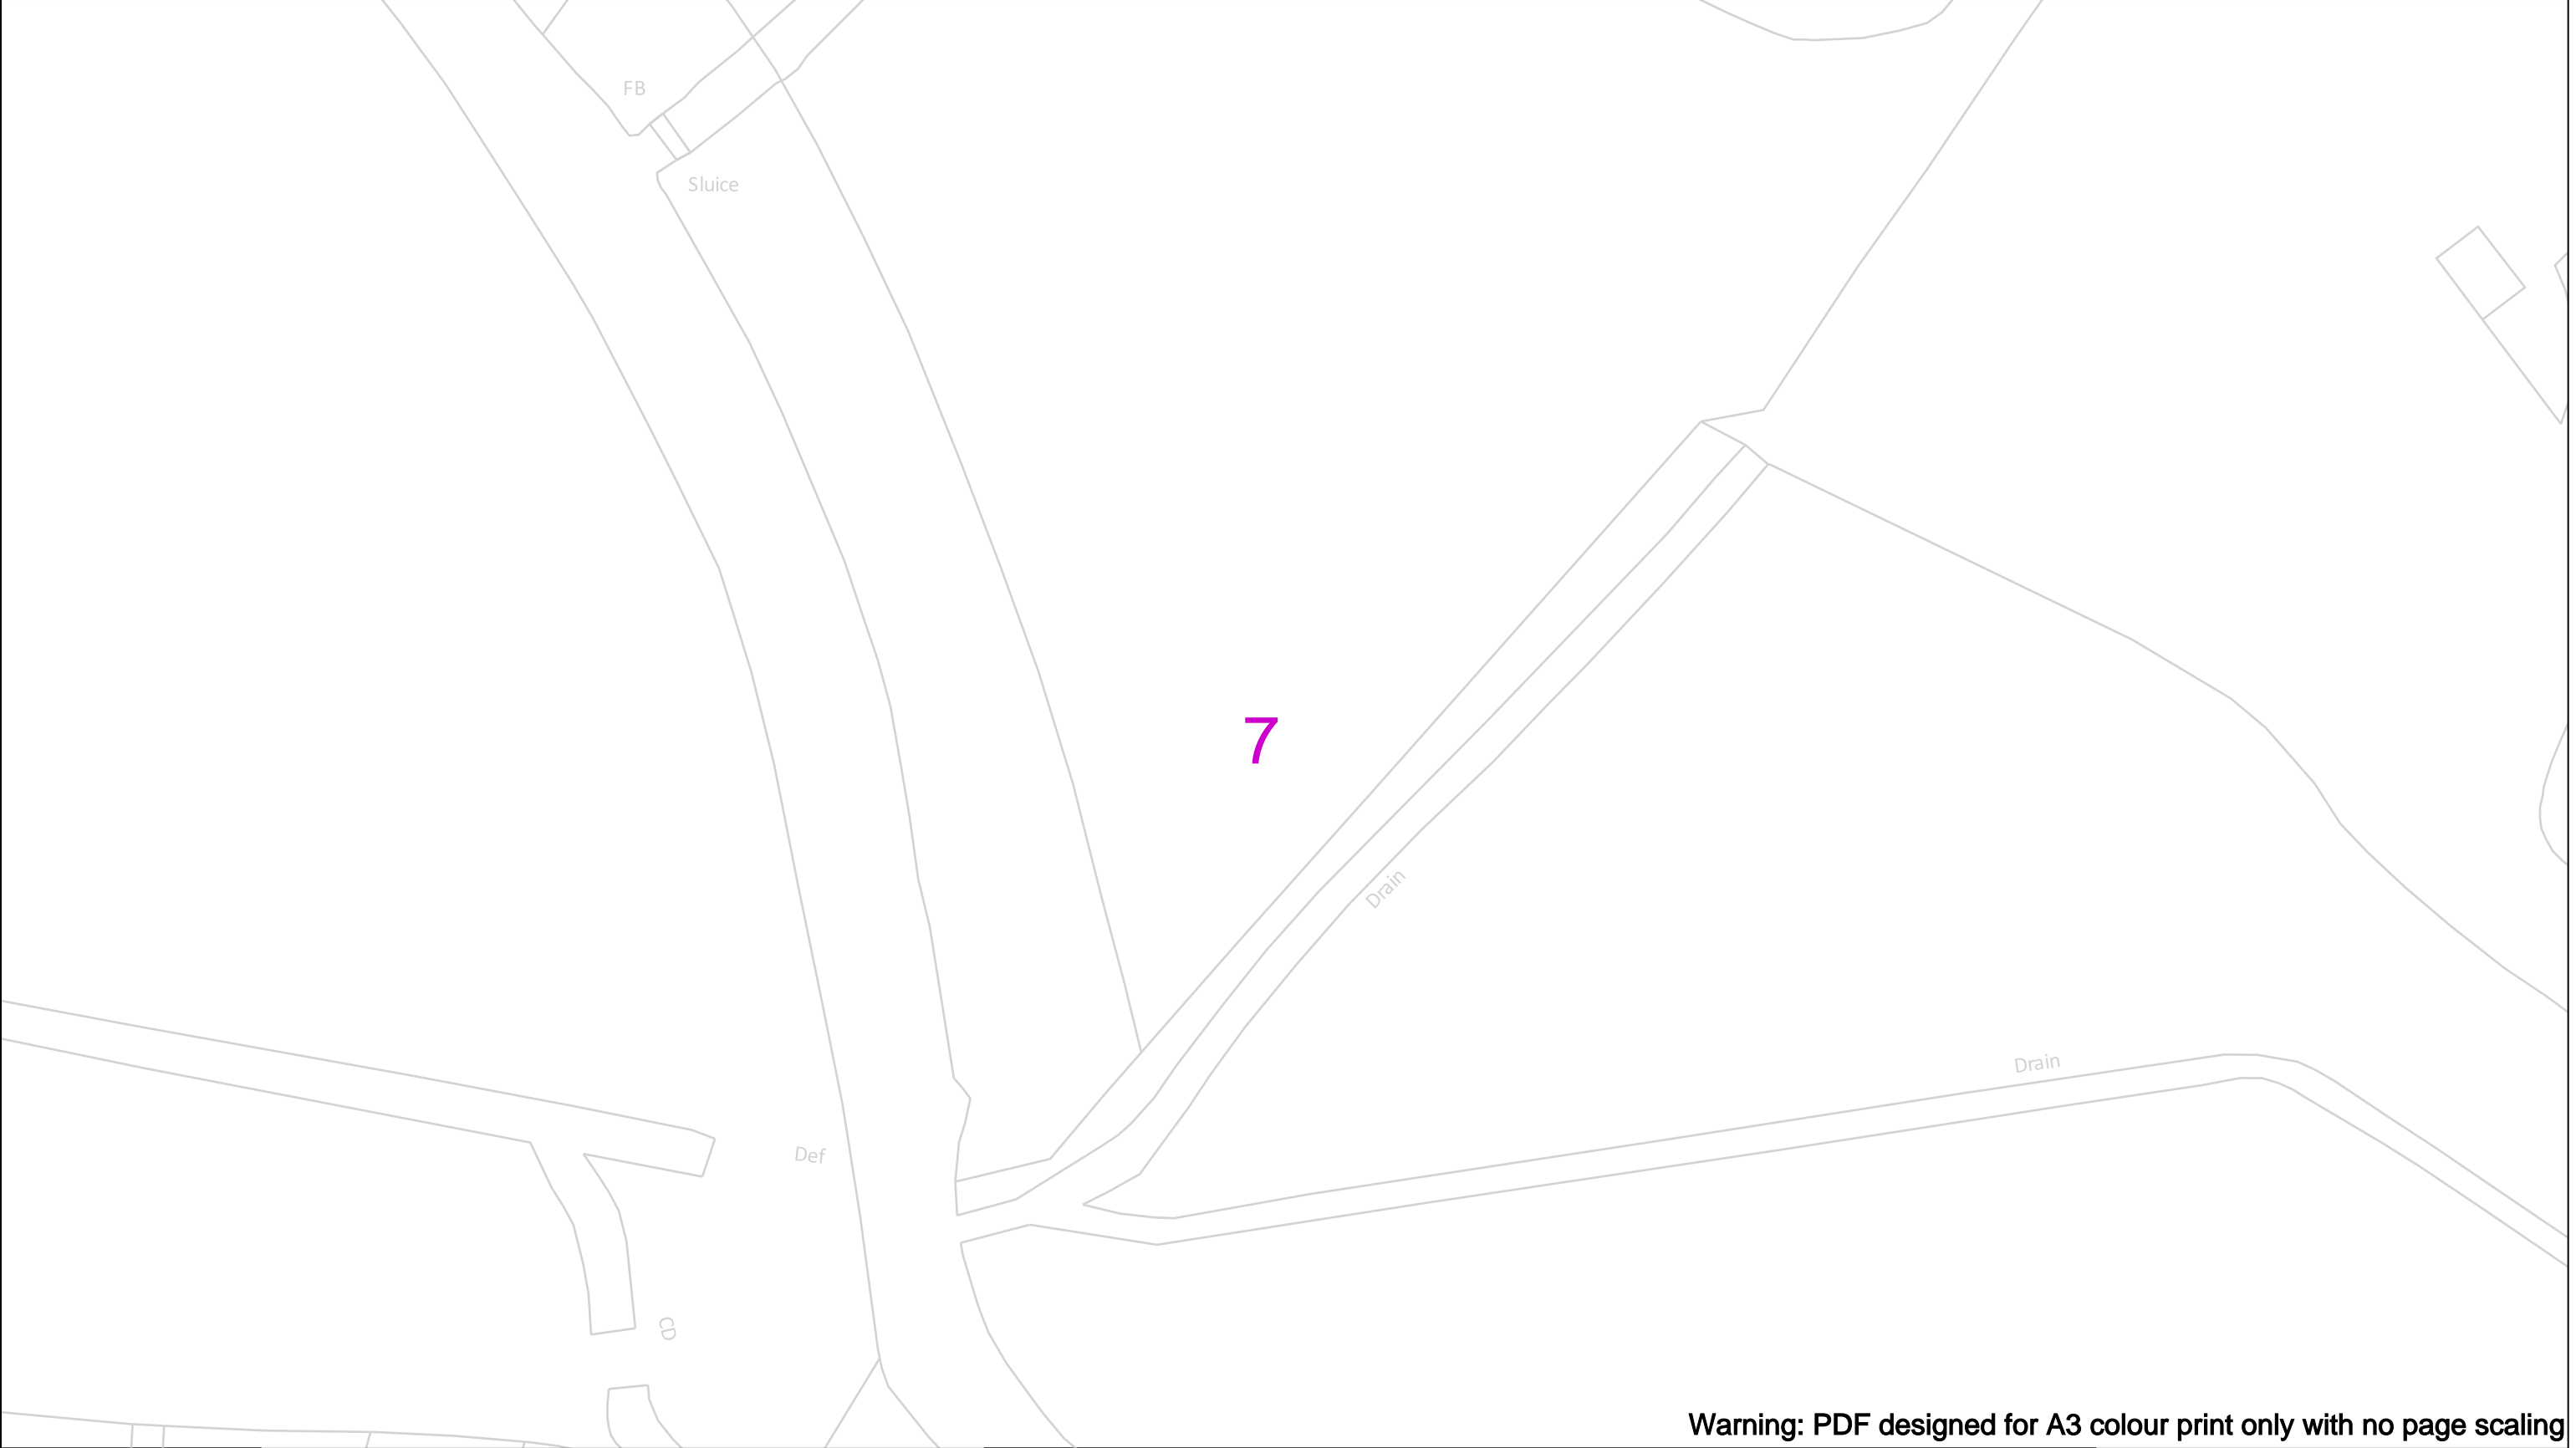 FB
Sluice
7
Drain
Drain
Def
CD
Warning: PDF designed for A3 colour print only with no page scaling